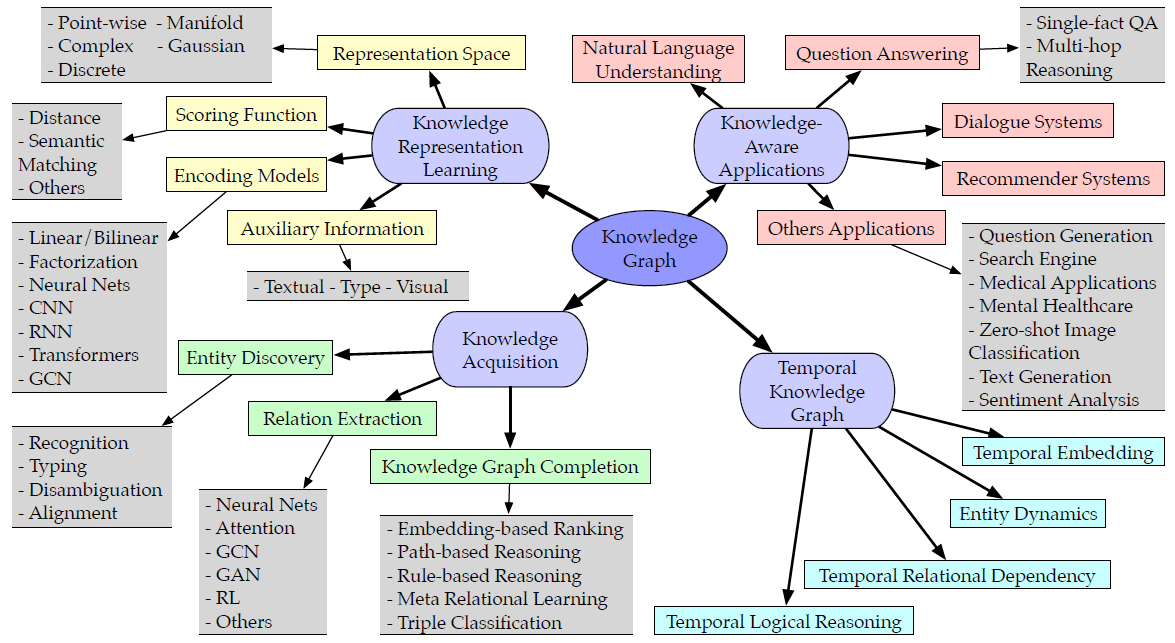 - Point-wise - Manifold
- Complex - Gaussian
- Discrete
Representation Space
Scoring Function
- Distance
- Semantic
Matching
- Others
Encoding Models
- Linear/Bilinear
- Factorization
- Neural Nets
- CNN
- RNN
- Transformers
- GCN
Auxiliary Information
- Textual - Type - Visual
Knowledge
Representation
Learning
Natural Language
Understanding
Question Answering
- Single-fact QA
- Multi-hop
Reasoning
Knowledge-
Aware
Applications
Dialogue Systems
Recommender Systems
Others Applications
- Question Generation
- Search Engine
- Medical Applications
- Mental Healthcare
- Zero-shot Image
Classification
- Text Generation
- Sentiment Analysis
Knowledge
Graph
Knowledge
Acquisition
Entity Discovery
- Recognition
- Typing
- Disambiguation
- Alignment
Relation Extraction
- Neural Nets
- Attention
- GCN
- GAN
- RL
- Others
Knowledge Graph Completion
- Embedding-based Ranking
- Path-based Reasoning
- Rule-based Reasoning
- Meta Relational Learning
- Triple Classification
Temporal
Knowledge
Graph
Temporal Embedding
Entity Dynamics
Temporal Relational Dependency
Temporal Logical Reasoning